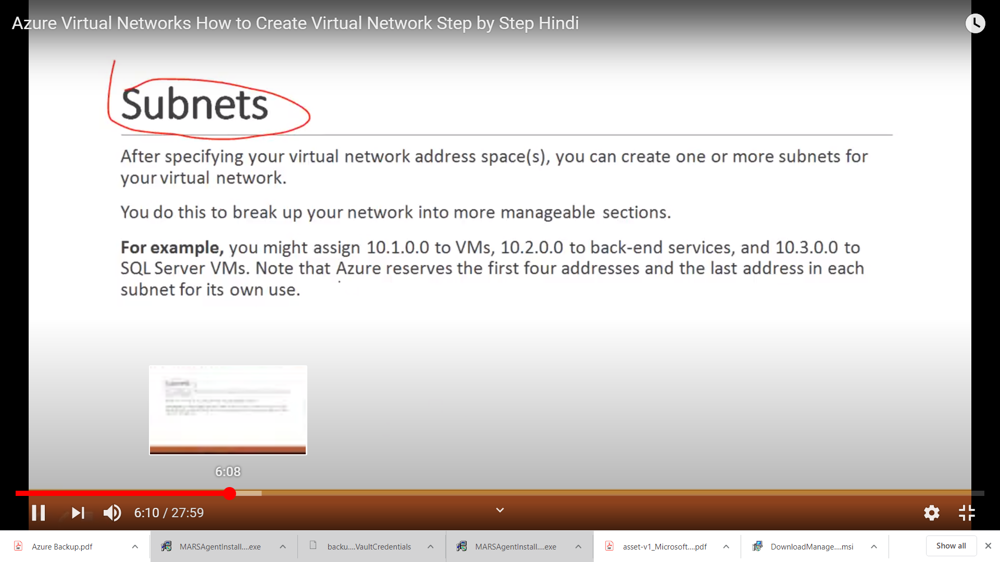 Azure Virtual Networks How to Create Virtual Network Step by Step Hindi
Subnets
After specifying your virtual network address space(s), you can create one or more subnets for
your virtual network.
You do this to break up your network into more manageable sections.
For example, you might assign 10.1.0.0 to VMs, 10.2.0.0 to back-end services, and 10.3.0.0 to
SQL Server VMs. Note that Azure reserves the first four addresses and the last address in each
subnet for its own use.
6:08
6:10 / 27:59
Azure Backup.pdf
MARSAgentInstall....exe
backu....VaultCredentials
MARSAgentInstall....exe
asset-v1_Microsoft....pdf
DownloadManage....msi
Show all